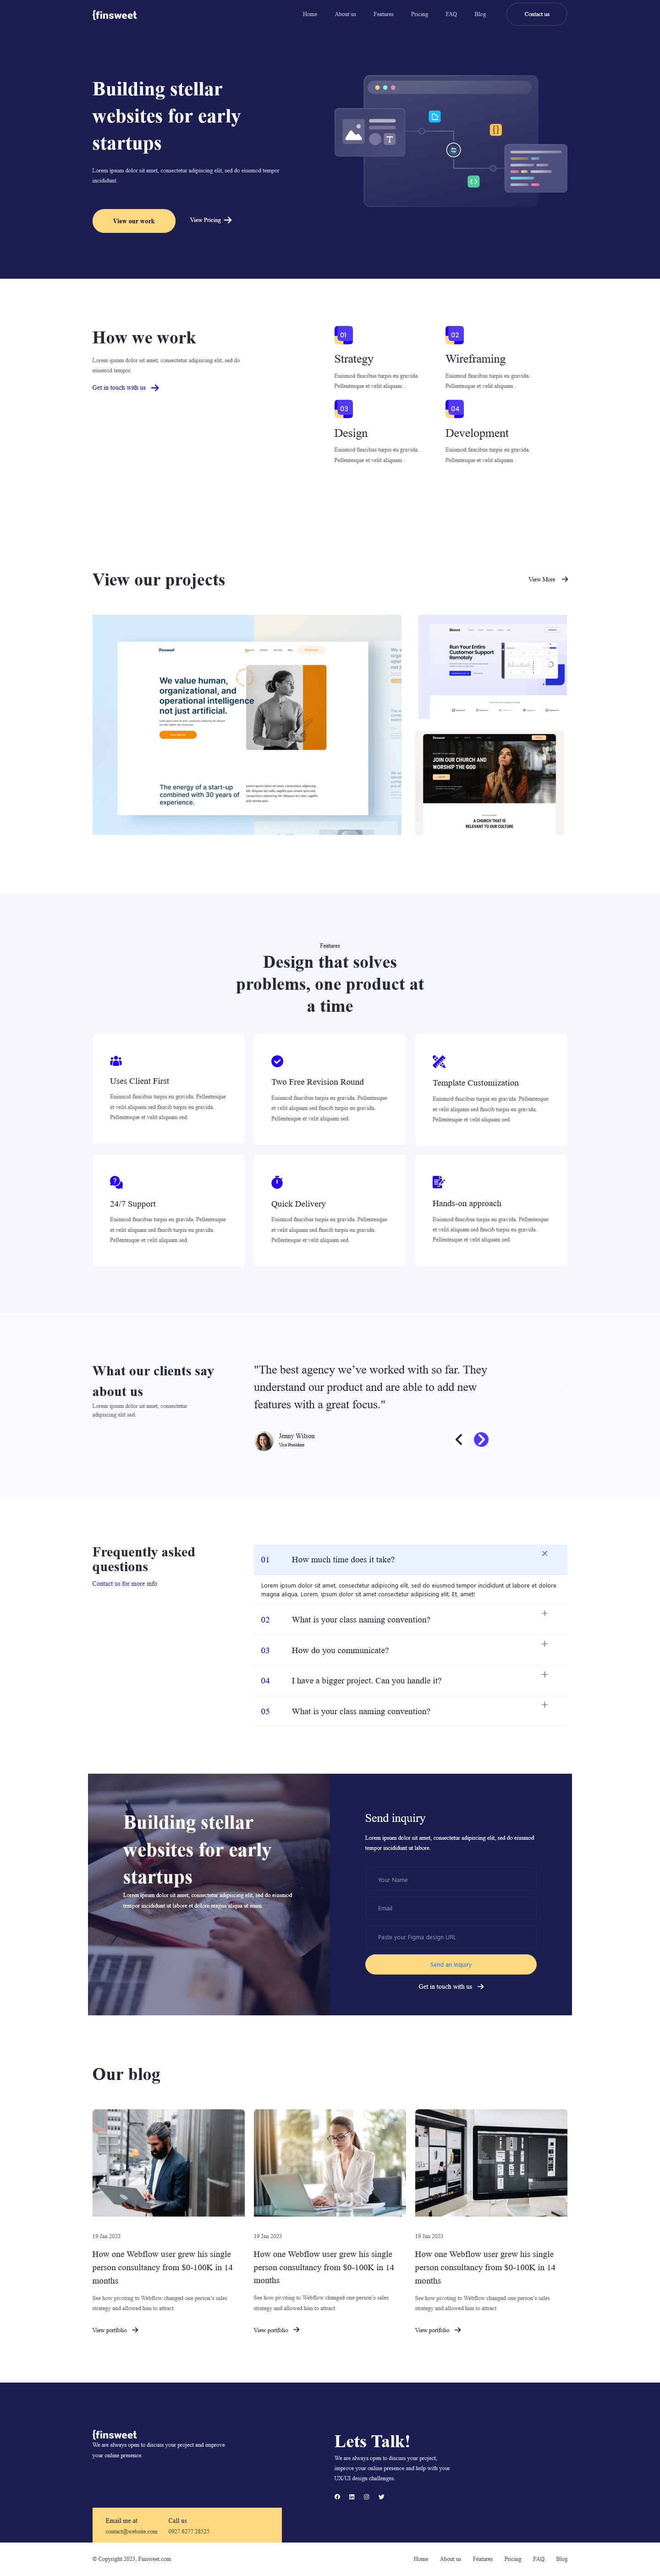 {finsweet
Home
About us
Features
Pricing
FAQ
Blog
Contact us
Building stellar
websites for early
startups
Lorem ipsum dolor sit amet, consectetur adipiscing elit, sed do eiusmod tempor
incididunt.
View our work
View Pricing
How we work
Lorem ipsum dolor sit amet, consectetur adipiscing elit, sed do
eiusmod tempor.
Get in touch with us
01
Strategy
Euismod faucibus turpis eu gravida.
Pellentesque et velit aliquam .
02
Wireframing
Euismod faucibus turpis eu gravida.
Pellentesque et velit aliquam .
03
Design
Euismod faucibus turpis eu gravida.
Pellentesque et velit aliquam .
04
Development
Euismod faucibus turpis eu gravida.
Pellentesque et velit aliquam .
View our projects
View More
We value human,
organizational, and
operational intelligence
not just artificial.
The energy of a start-up
combined with 30 years of
experience.
Run Your Entire
Customer Support
Remotely
JOIN OUR CHURCH AND
WORSHIP THE GOD
A CHURCH THAT IS
RELEVANT TO OUR CULTURE
Features
Design that solves
problems, one product at
a time
Uses Client First
Euismod faucibus turpis eu gravida. Pellentesque
et velit aliquam sed faucib turpis eu gravida.
Pellentesque et velit aliquam sed.
Two Free Revision Round
Euismod faucibus turpis eu gravida. Pellentesque
et velit aliquam sed faucib turpis eu gravida.
Pellentesque et velit aliquam sed.
Template Customization
Euismod faucibus turpis eu gravida. Pellentesque
et velit aliquam sed faucib turpis eu gravida.
Pellentesque et velit aliquam sed.
24/7 Support
Euismod faucibus turpis eu gravida. Pellentesque
et velit aliquam sed faucib turpis eu gravida.
Pellentesque et velit aliquam sed.
Quick Delivery
Euismod faucibus turpis eu gravida. Pellentesque
et velit aliquam sed faucib turpis eu gravida.
Pellentesque et velit aliquam sed.
Hands-on approach
Euismod faucibus turpis eu gravida. Pellentesque
et velit aliquam sed faucib turpis eu gravida.
Pellentesque et velit aliquam sed.
What our clients say
about us
Lorem ipsum dolor sit amet, consectetur
adipiscing elit sed.
"The best agency we’ve worked with so far. They
understand our product and are able to add new
features with a great focus."
Jenny Wilson
Vice President
Frequently asked
questions
Contact us for more info
01 How much time does it take?
Lorem ipsum dolor sit amet, consectetur adipisicing elit, sed do eiusmod tempor incididunt ut labore et dolore
magna aliqua. Lorem, ipsum dolor sit amet consectetur adipisicing elit. Et, amet!
02 What is your class naming convention?
03 How do you communicate?
04 I have a bigger project. Can you handle it?
05 What is your class naming convention?
Building stellar
websites for early
startups
Lorem ipsum dolor sit amet, consectetur adipiscing elit, sed do eiusmod
tempor incididunt ut labore et dolore magna aliqua ut enim.
Send inquiry
Lorem ipsum dolor sit amet, consectetur adipiscing elit, sed do eiusmod
tempor incididunt ut labore.
Your Name
Email
Paste your Figma design URL
Send an Inquiry
Get in touch with us
Our blog
19 Jan 2023
How one Webflow user grew his single
person consultancy from $0-100K in 14
months
See how pivoting to Webflow changed one person’s sales
strategy and allowed him to attract
View portfolio
19 Jan 2023
How one Webflow user grew his single
person consultancy from $0-100K in 14
months
See how pivoting to Webflow changed one person’s sales
strategy and allowed him to attract
View portfolio
19 Jan 2023
How one Webflow user grew his single
person consultancy from $0-100K in 14
months
See how pivoting to Webflow changed one person’s sales
strategy and allowed him to attract
View portfolio
{finsweet
We are always open to discuss your project and improve
your online presence.
Lets Talk!
We are always open to discuss your project,
improve your online presence and help with your
UX/UI design challenges.
Email me at
contact@website.com
Call us
0927 6277 28525
© Copyright 2023, Finsweet.com
Home
About us
Features
Pricing
FAQ
Blog